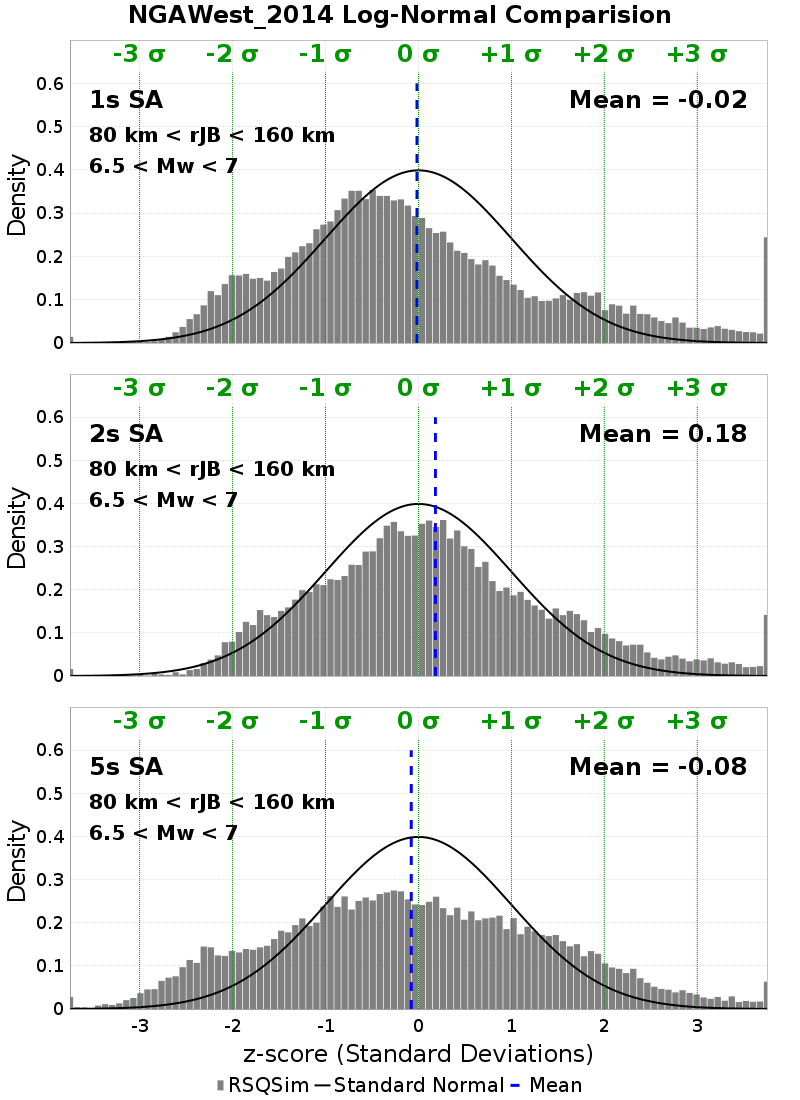 NGAWest_2014 Log-Normal Comparision
-3 σ -2 σ -1 σ 0 σ +1 σ +2 σ +3 σ
1s SA
Mean = -0.02
80 km < rJB < 160 km
6.5 < Mw < 7
0.6
0.5
0.4
0.3
0.2
0.1
0
Density
-3 σ -2 σ -1 σ 0 σ +1 σ +2 σ +3 σ
2s SA
Mean = 0.18
80 km < rJB < 160 km
6.5 < Mw < 7
0.6
0.5
0.4
0.3
0.2
0.1
0
Density
-3 σ -2 σ -1 σ 0 σ +1 σ +2 σ +3 σ
5s SA
Mean = -0.08
80 km < rJB < 160 km
6.5 < Mw < 7
0.6
0.5
0.4
0.3
0.2
0.1
0
Density
-3 -2 -1 0 1 2 3
z-score (Standard Deviations)
RSQSim Standard Normal Mean